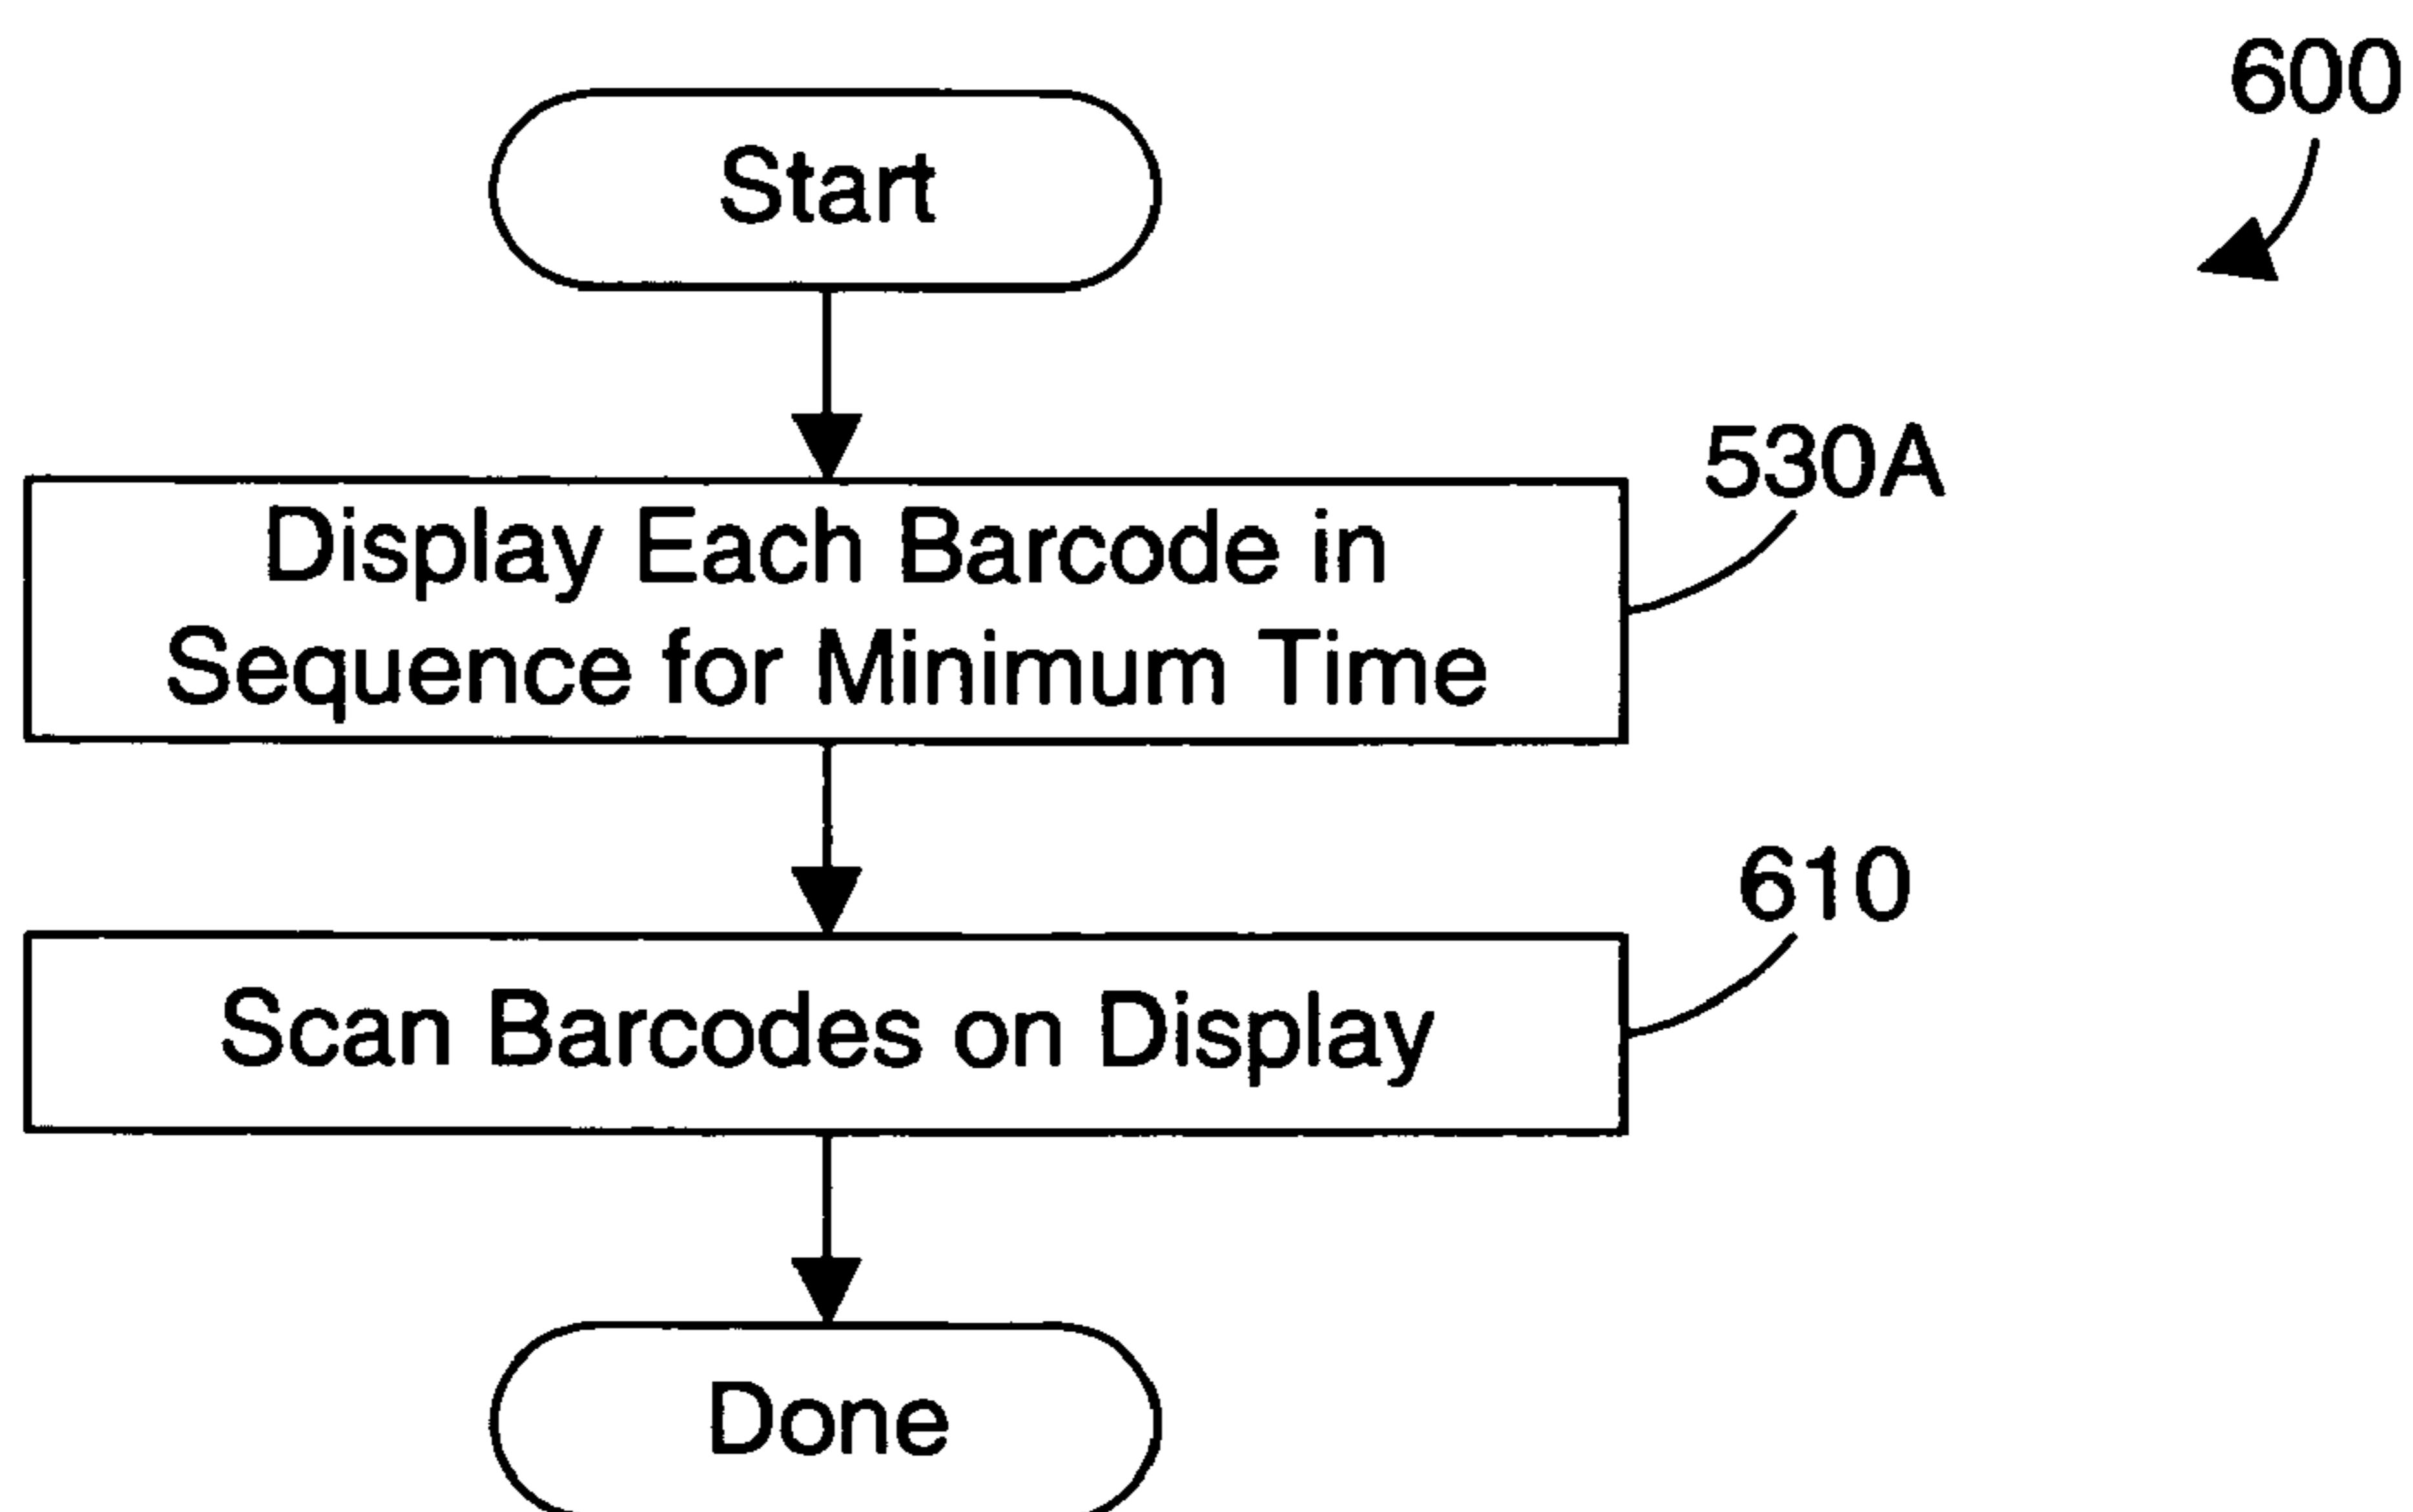 600
Start
530A
Display Each Barcode in
Sequence for Minimum Time
610
Scan Barcodes on Display
Done